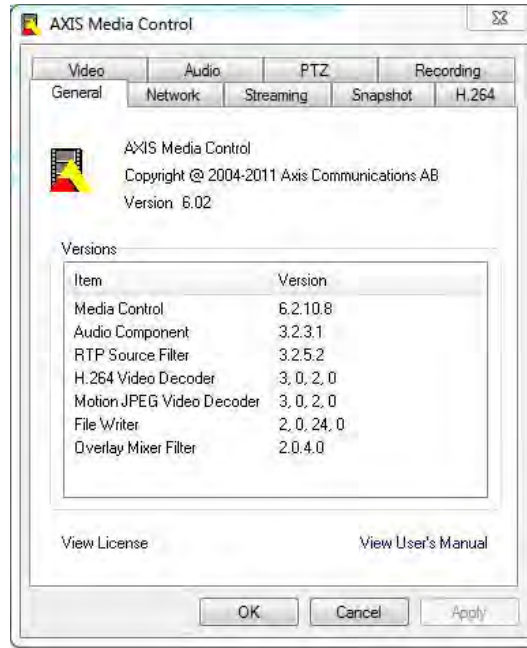 AXIS Media Control
Video Audio PTZ Recording
General Network Streaming Snapshot H.264
AXIS Media Control
Copyright @ 2004-2011 Axis Communications AB
Version 6.02
Versions
Item Version
Media Control 6.2.10.8
Audio Component 3.2.3.1
RTP Source Filter 3.2.5.2
H.264 Video Decoder 3, 0, 2, 0
Motion JPEG Video Decoder 3, 0, 2, 0
File Writer 2, 0, 24, 0
Overlay Mixer Filter 2.0.4.0
View License View User's Manual
OK Cancel Apply